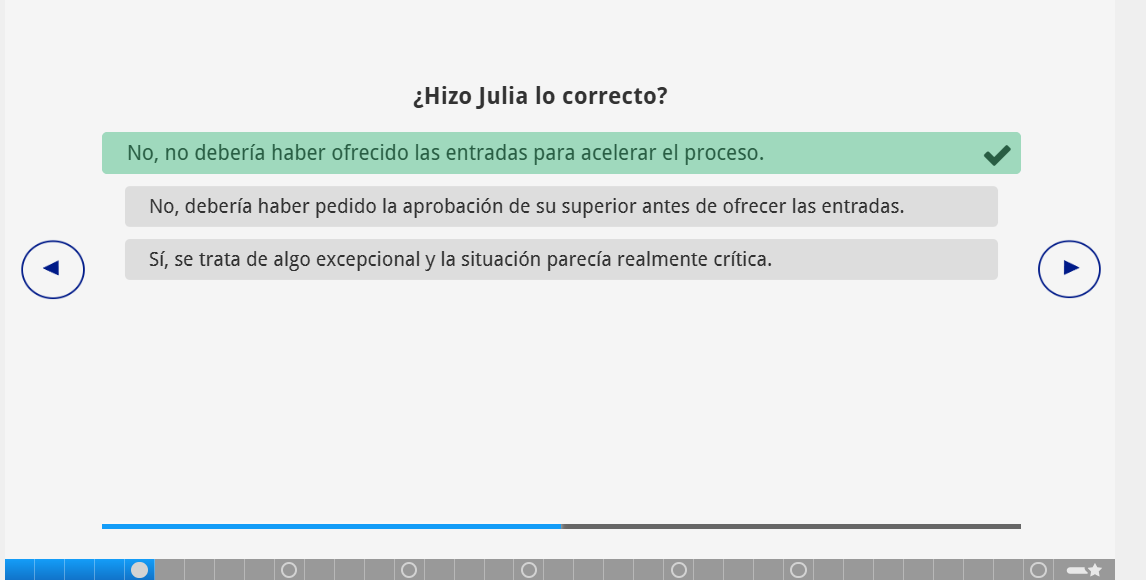 ¿Hizo Julia lo correcto?
No, no debería haber ofrecido las entradas para acelerar el proceso.
No, debería haber pedido la aprobación de su superior antes de ofrecer las entradas.
Sí, se trata de algo excepcional y la situación parecía realmente crítica.